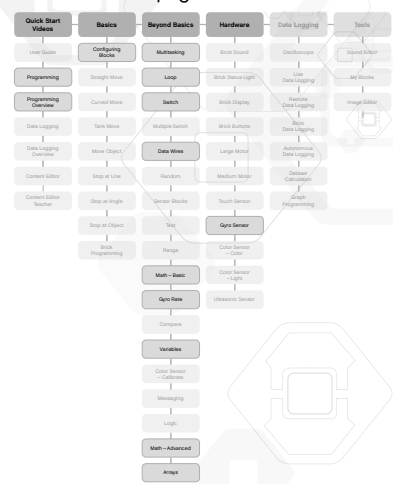 Quick Start
Videos
Basics
Beyond Basics
Hardware
Data Logging
Tools
User Guide
Configuring
Blocks
Multitasking
Brick Sound
Oscilloscope
Sound Editor
Programming
Straight Move
Loop
Brick Status Light
Live
Data Logging
My Blocks
Programming
Overview
Curved Move
Switch
Brick Display
Remote
Data Logging
Image Editor
Data Logging
Tank Move
Multiple Switch
Brick Buttons
Brick
Data Logging
Data Logging
Overview
Move Object
Data Wires
Large Motor
Autonomous
Data Logging
Content Editor
Stop at Line
Random
Medium Motor
Dataset
Calculation
Content Editor
Teacher
Stop at Angle
Sensor Blocks
Touch Sensor
Graph
Programming
Stop at Object
Text
Gyro Sensor
Brick
Programming
Range
Color Sensor
– Color
Math – Basic
Color Sensor
– Light
Gyro Rate
Ultrasonic Sensor
Compare
Variables
Color Sensor
– Calibrate
Messaging
Logic
Math – Advanced
Arrays